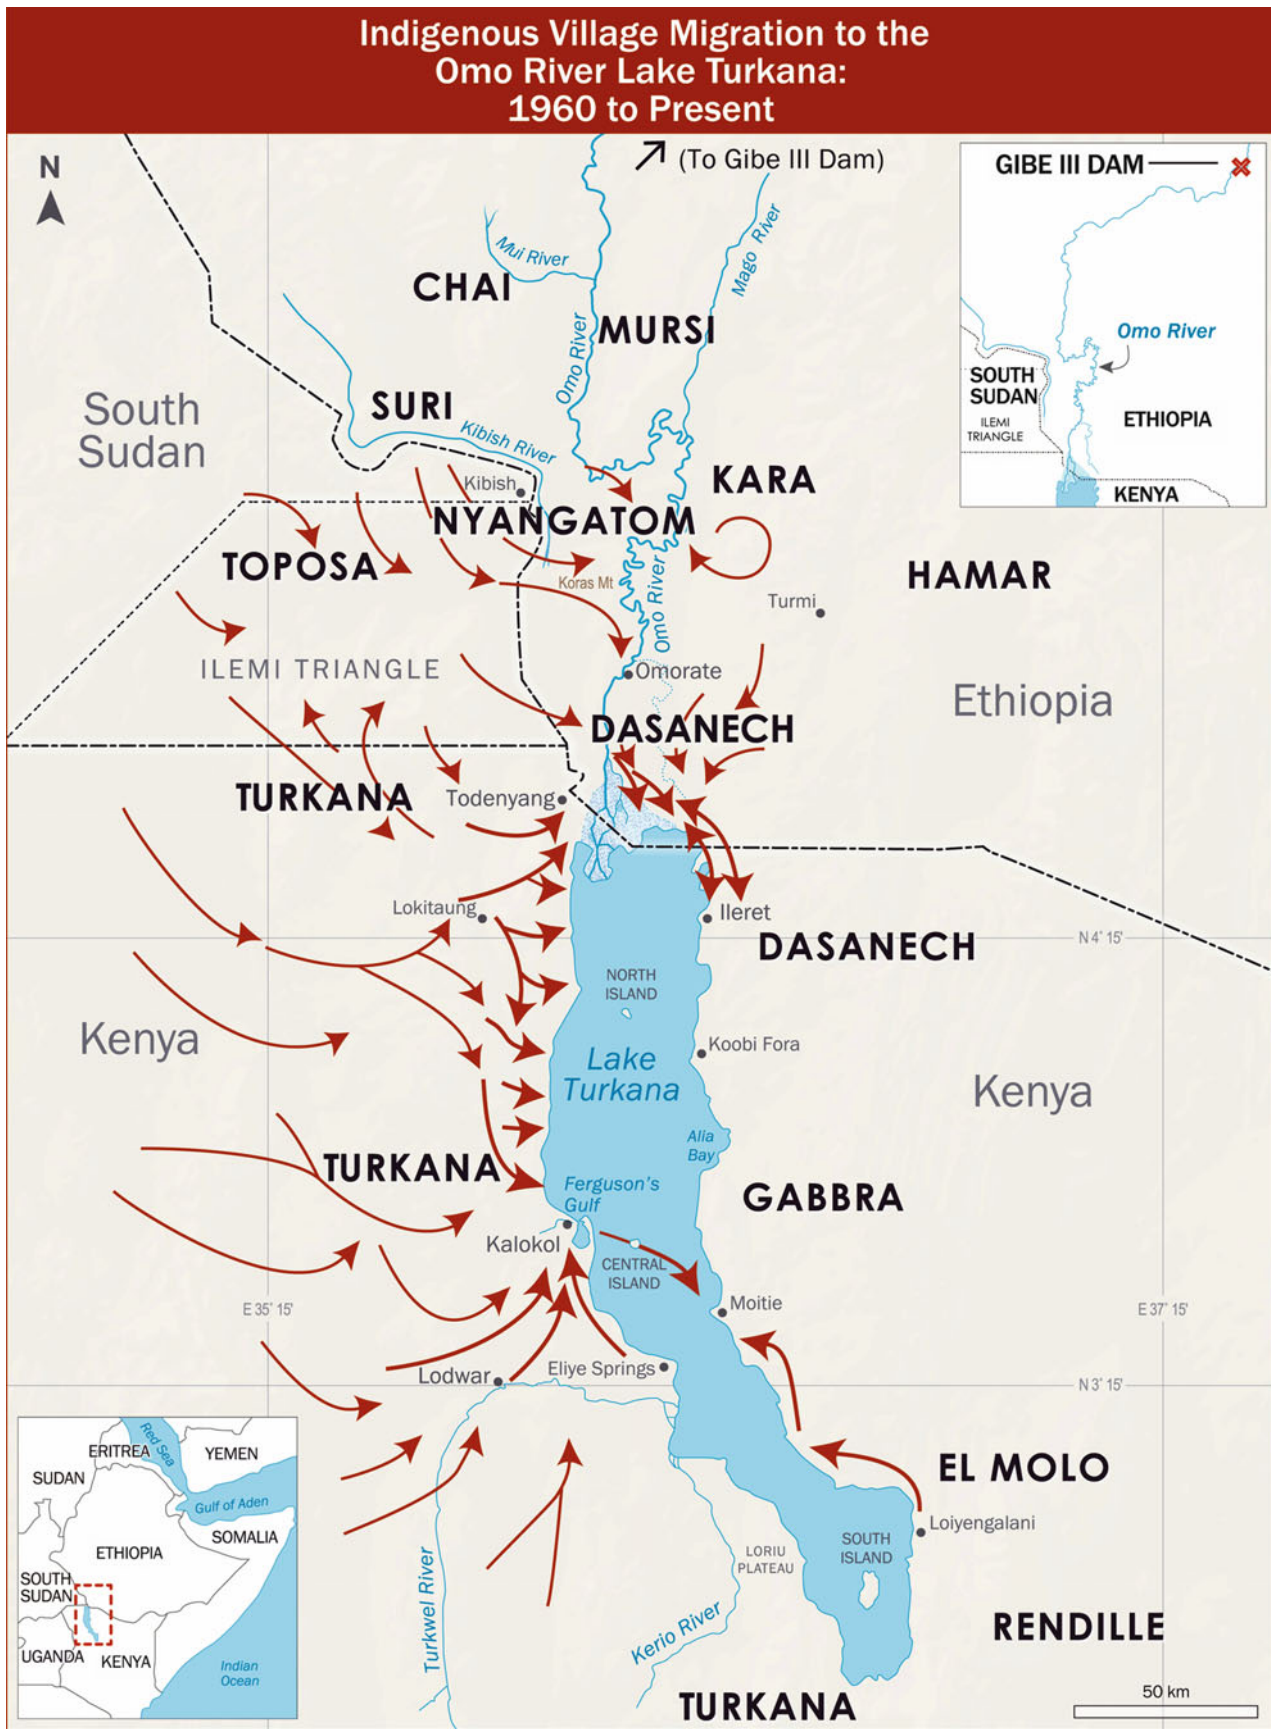 Indigenous Village Migration to the
Omo River Lake Turkana:
1960 to Present
N
(To Gibe III Dam)
GIBE III DAM
Omo River
SOUTH
SUDAN
ILEMI
TRIANGLE
ETHIOPIA
KENYA
Mui River
Mago River
CHAI
MURSI
Omo River
South
Sudan
SURI
Kibish River
Kibish
KARA
NYANGATOM
TOPOSA
Koras Mt
HAMAR
Turmi
Omo River
ILEMI TRIANGLE
Omorate
Ethiopia
DASANECH
TURKANA
Todenyang
Lokitaung
Ileret
DASANECH
N 4° 15'
NORTH
ISLAND
Kenya
Koobi Fora
Lake
Turkana
Kenya
Alia
Bay
TURKANA
Ferguson's
Gulf
GABBRA
Kalokol
CENTRAL
ISLAND
E 35° 15'
Moitie
E 37° 15'
Lodwar
Eliye Springs
N 3° 15'
ERITREA
Red Sea
YEMEN
SUDAN
Gulf of Aden
SOMALIA
ETHIOPIA
SOUTH
SUDAN
UGANDA
KENYA
Indian
Ocean
EL MOLO
Loiyengalani
SOUTH
ISLAND
LORIU
PLATEAU
Turkwel River
Kerio River
RENDILLE
TURKANA
50 km